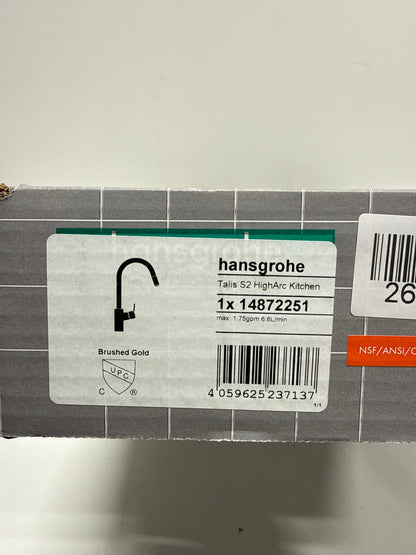 hansgrohe
hansgrohe
Talis S2 HighArc Kitchen
1x 14872251
max. 1.75gpm 6.6L/min
Brushed Gold
UPC
C ®
4 059625 237137
1/1
26
NSF/ANSI/C